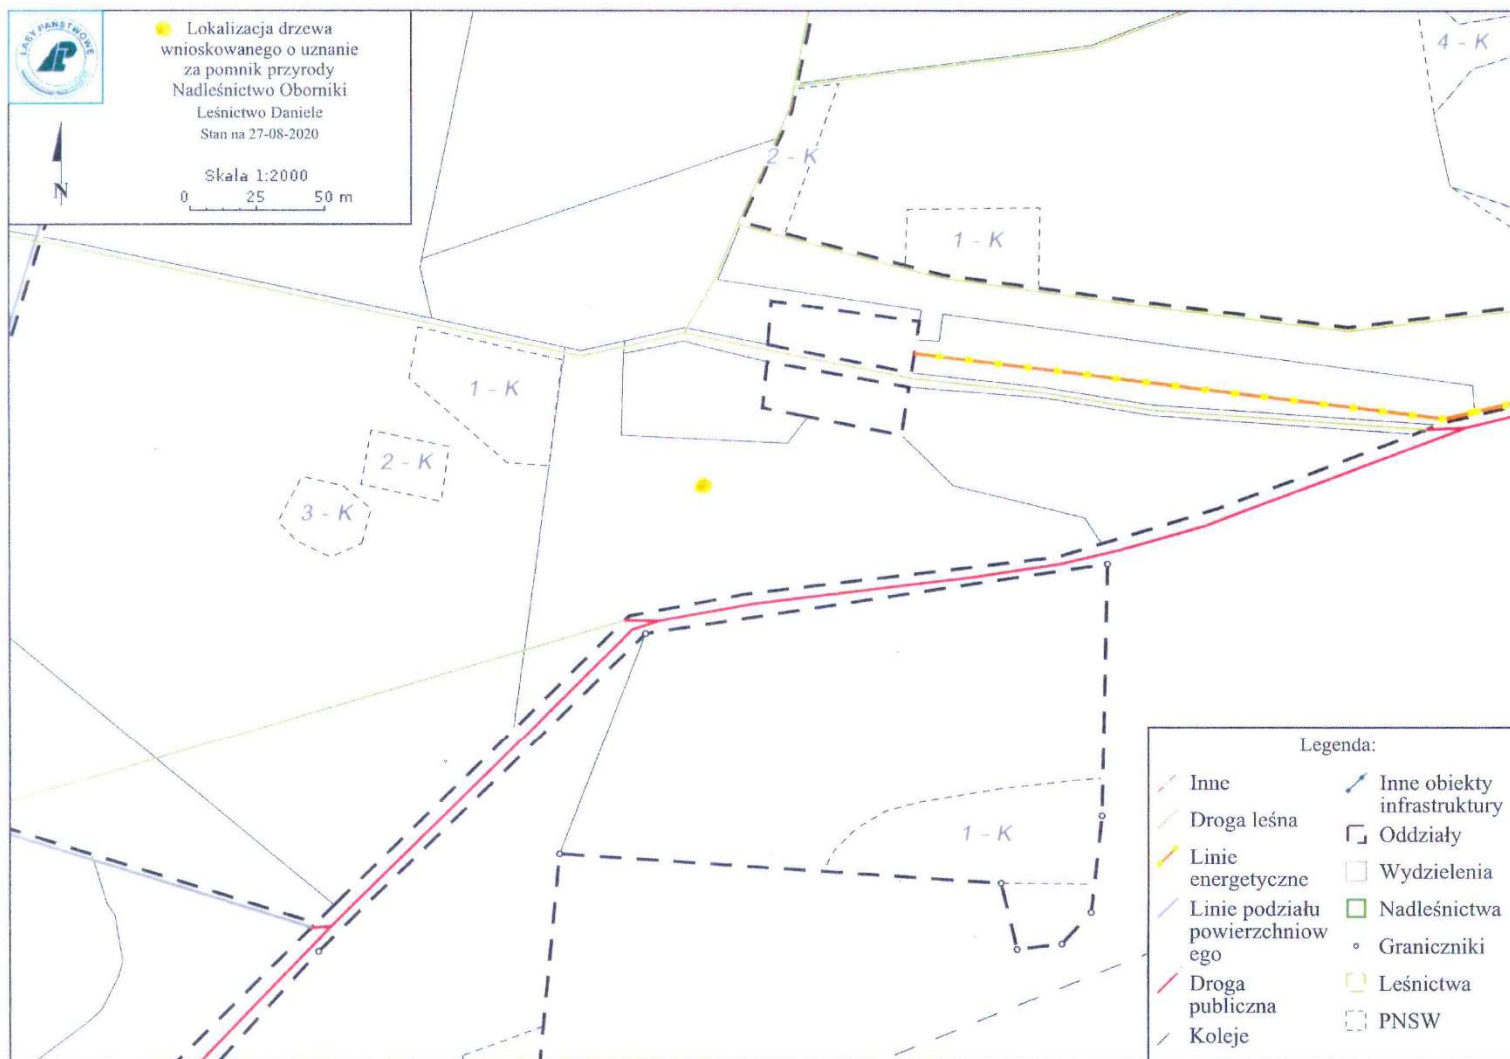 LASY PAŃSTWOWE
Lokalizacja drzewa
wnioskowanego o uznanie
za pomnik przyrody
Nadleśnictwo Oborniki
Leśnictwo Daniele
Stan na 27-08-2020
Skala 1:2000
0 25 50 m
N
4 - K
2 - K
1 - K
1 - K
2 - K
3 - K
1 - K
Legenda:
Inne
Droga leśna
Linie
energetyczne
Linie podziału
powierzchniow
ego
Droga
publiczna
Koleje
Inne obiekty
infrastruktury
Oddziały
Wydzielenia
Nadleśnictwa
Graniczniki
Leśnictwa
PNSW